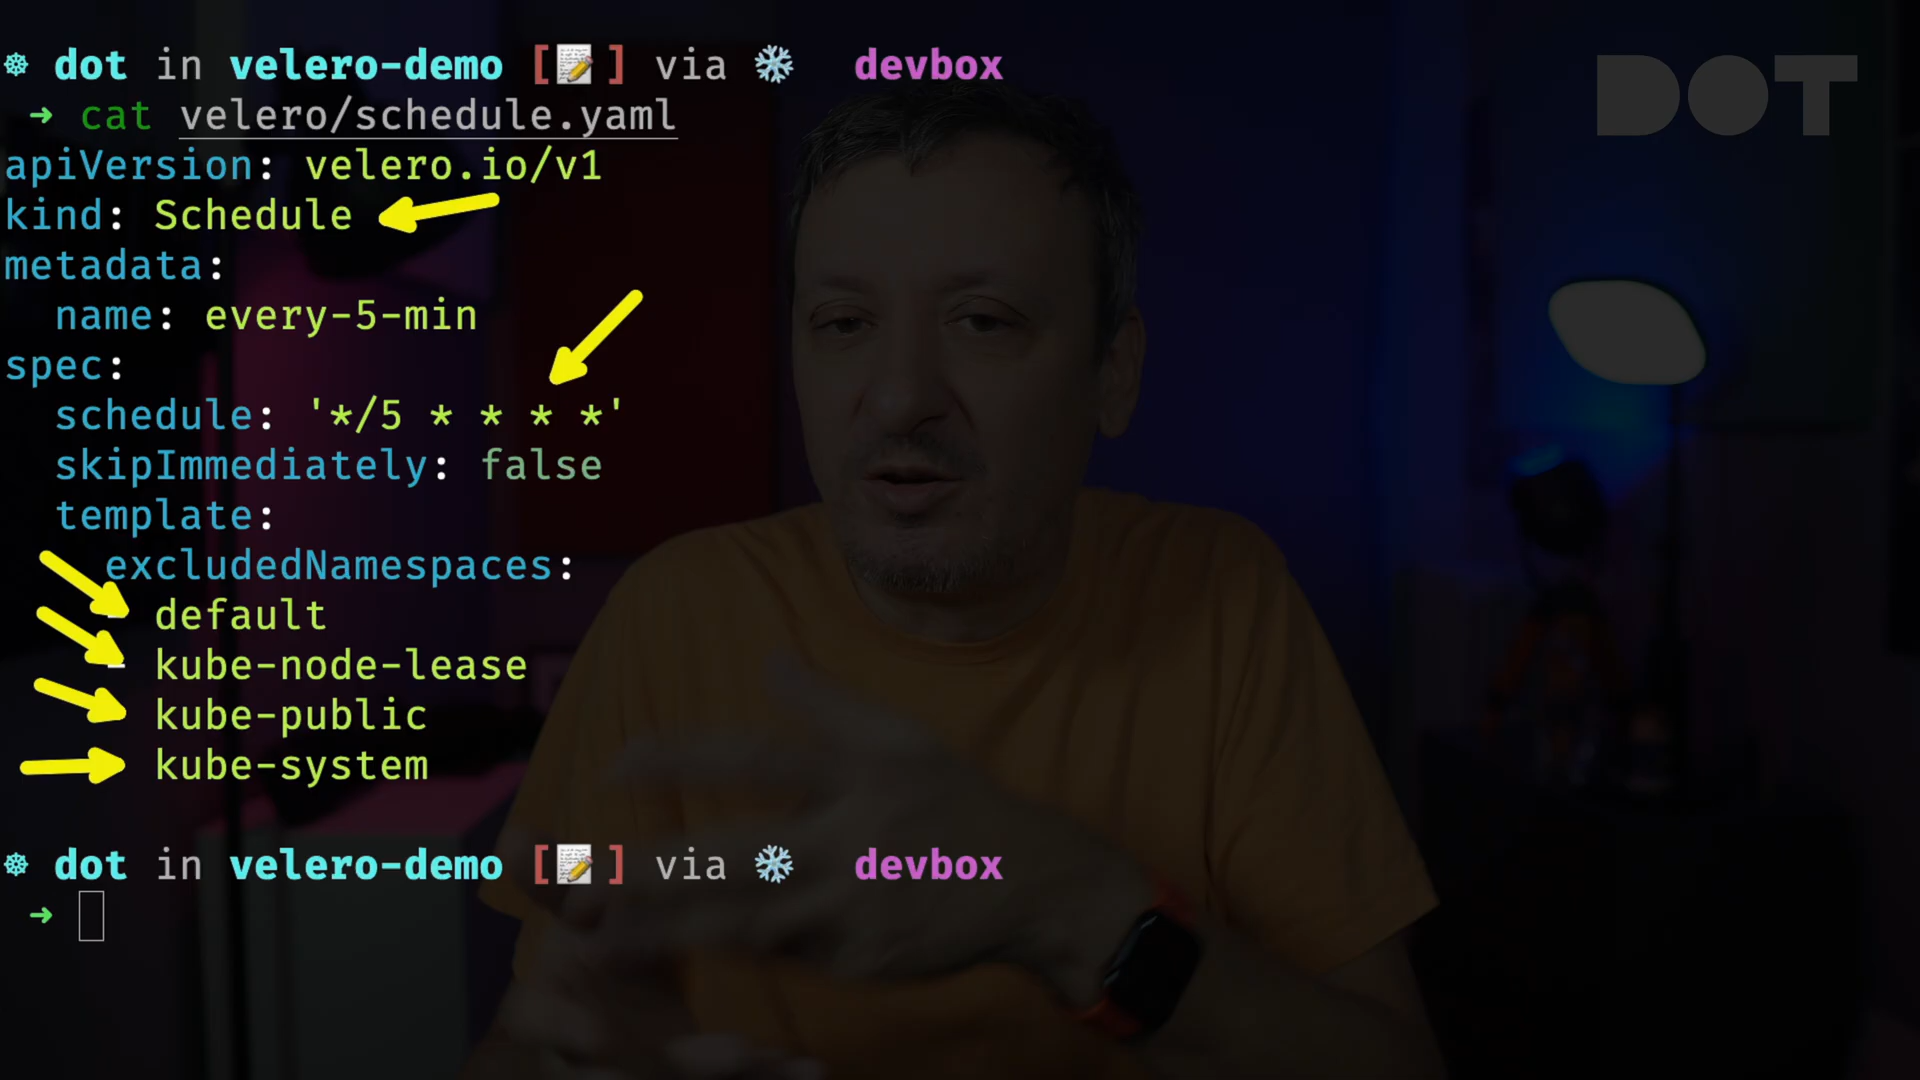 dot in velero-demo [📝] via ❄️ devbox
DOT
➜ cat velero/schedule.yaml
apiVersion: velero.io/v1
kind: Schedule
metadata:
  name: every-5-min
spec:
  schedule: '*/5 * * * *'
  skipImmediately: false
  template:
    excludedNamespaces:
    - default
    - kube-node-lease
    - kube-public
    - kube-system
dot in velero-demo [📝] via ❄️ devbox
➜